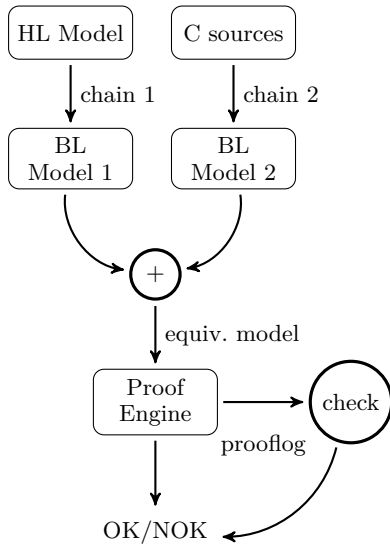 HL Model
C sources
chain 1
chain 2
BL
Model 1
BL
Model 2
+
equiv. model
Proof
Engine
check
prooflog
OK/NOK